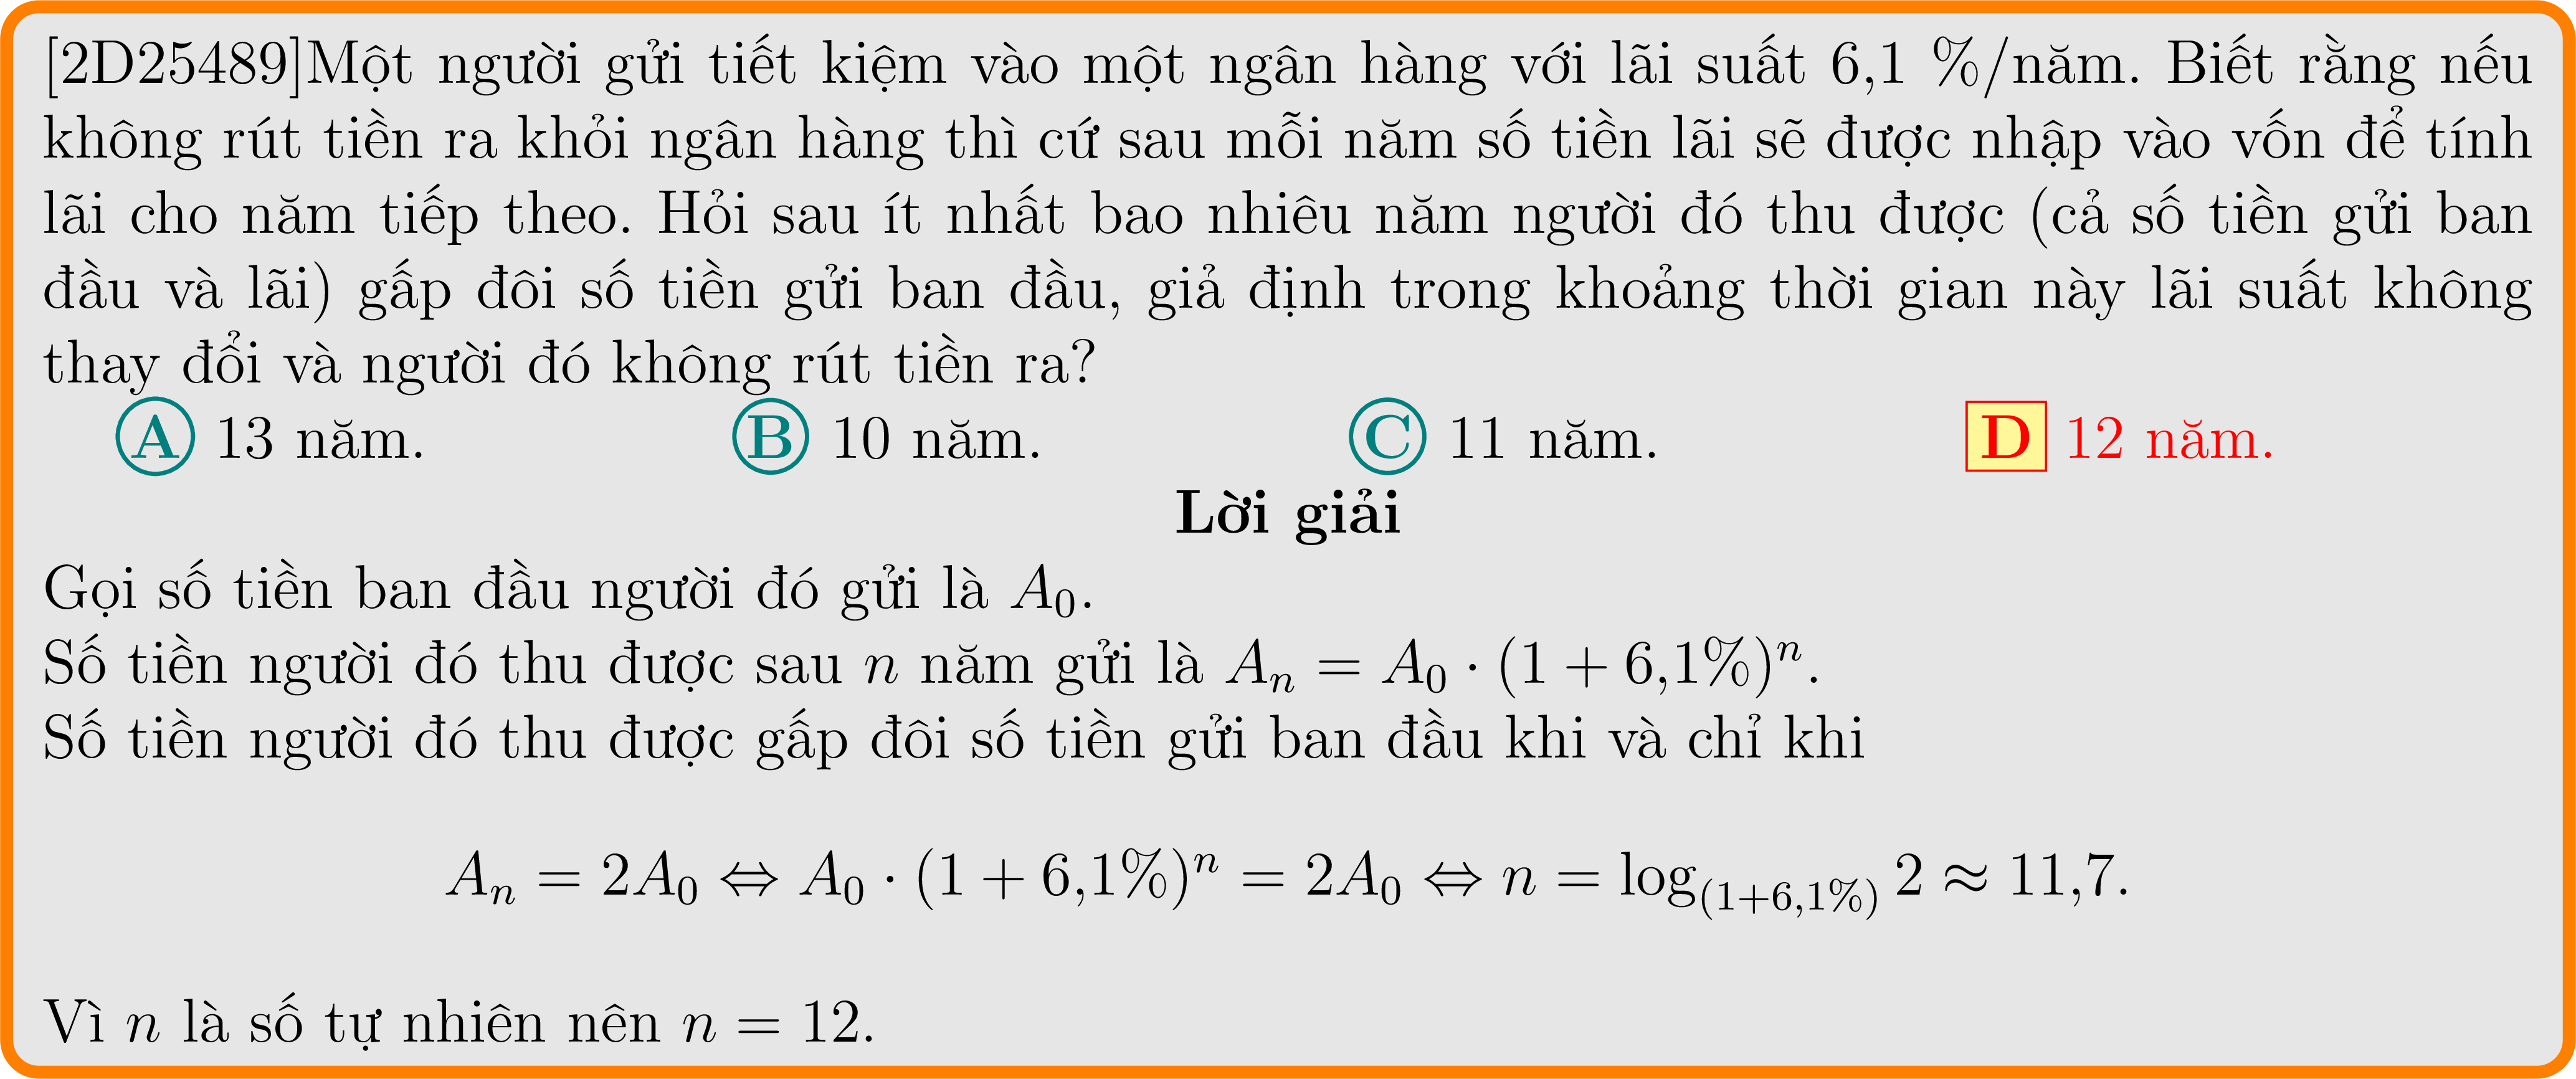 [2D25489]Một người gửi tiết kiệm vào một ngân hàng với lãi suất 6,1 %/năm. Biết rằng nếu
không rút tiền ra khỏi ngân hàng thì cứ sau mỗi năm số tiền lãi sẽ được nhập vào vốn để tính
lãi cho năm tiếp theo. Hỏi sau ít nhất bao nhiêu năm người đó thu được (cả số tiền gửi ban
đầu và lãi) gấp đôi số tiền gửi ban đầu, giả định trong khoảng thời gian này lãi suất không
thay đổi và người đó không rút tiền ra?
A 13 năm. B 10 năm. C 11 năm. D 12 năm.
Lời giải
Gọi số tiền ban đầu người đó gửi là $A_0$.
Số tiền người đó thu được sau $n$ năm gửi là $A_n = A_0 \cdot (1 + 6{,}1\%)^n$.
Số tiền người đó thu được gấp đôi số tiền gửi ban đầu khi và chỉ khi
$A_n = 2A_0 \Leftrightarrow A_0 \cdot (1 + 6{,}1\%)^n = 2A_0 \Leftrightarrow n = \log_{(1+6{,}1\%)} 2 \approx 11{,}7.$
Vì $n$ là số tự nhiên nên $n = 12$.